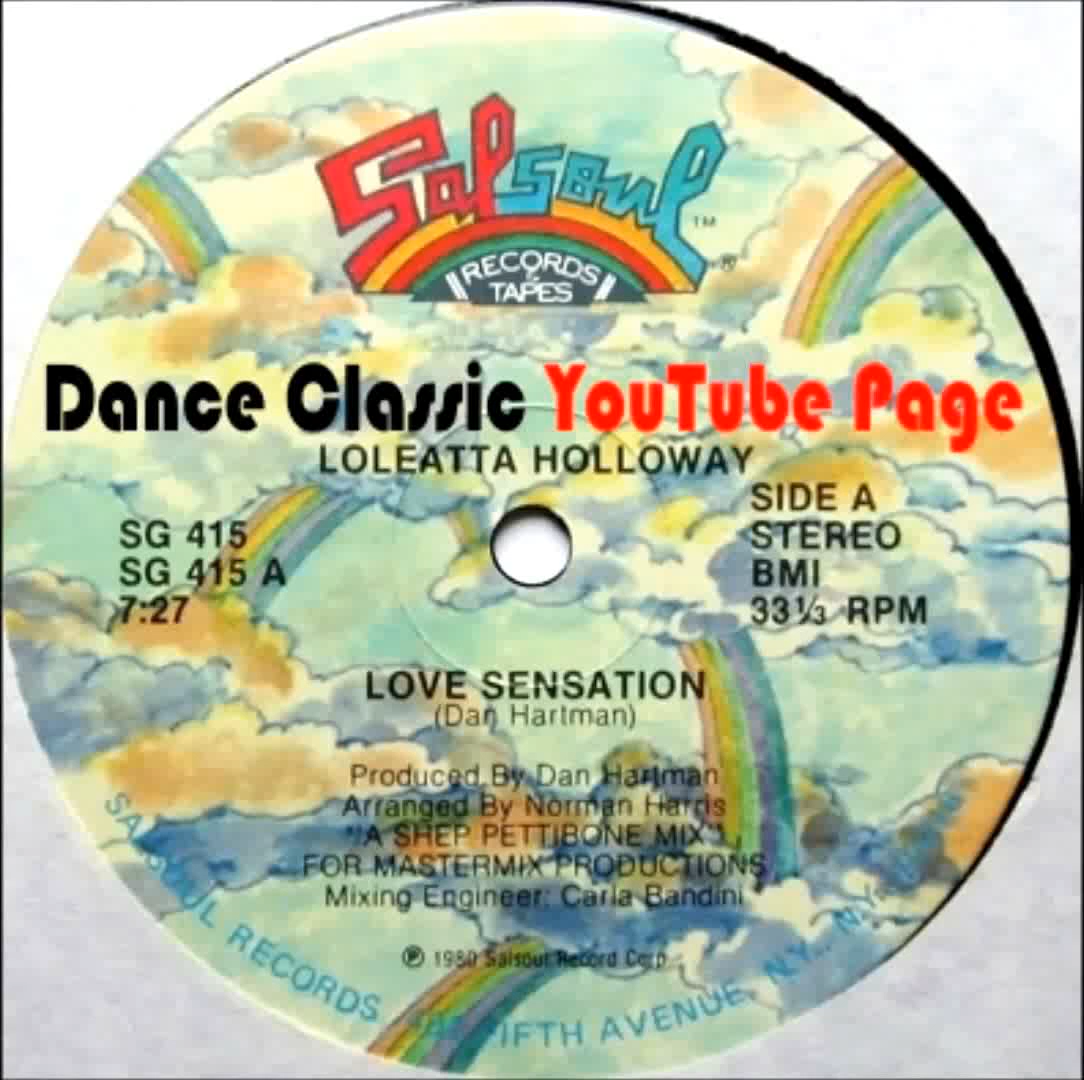 Salsoul TM
®
RECORDS
&
TAPES
Dance Classic YouTube Page
LOLEATTA HOLLOWAY
SG 415
SG 415 A
7:27
SIDE A
STEREO
BMI
33⅓ RPM
LOVE SENSATION
(Dan Hartman)
Produced By Dan Hartman
Arranged By Norman Harris
"A SHEP PETTIBONE MIX"
FOR MASTERMIX PRODUCTIONS
Mixing Engineer: Carla Bandini
℗ 1980 Salsoul Record Corp.
SALSOUL RECORDS FIFTH AVENUE, N.Y., N.Y.